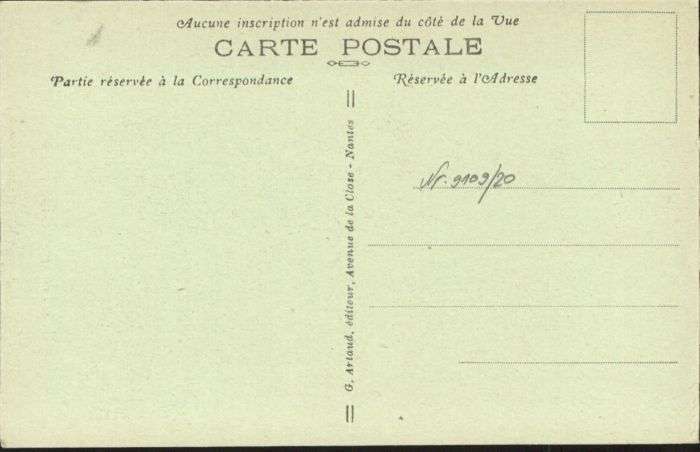 Aucune inscription n'est admise du côté de la Vue
CARTE POSTALE
Partie réservée à la Correspondance
Réservée à l'Adresse
G. Artaud, éditeur, Avenue de la Close - Nantes
Nr. 9109/20